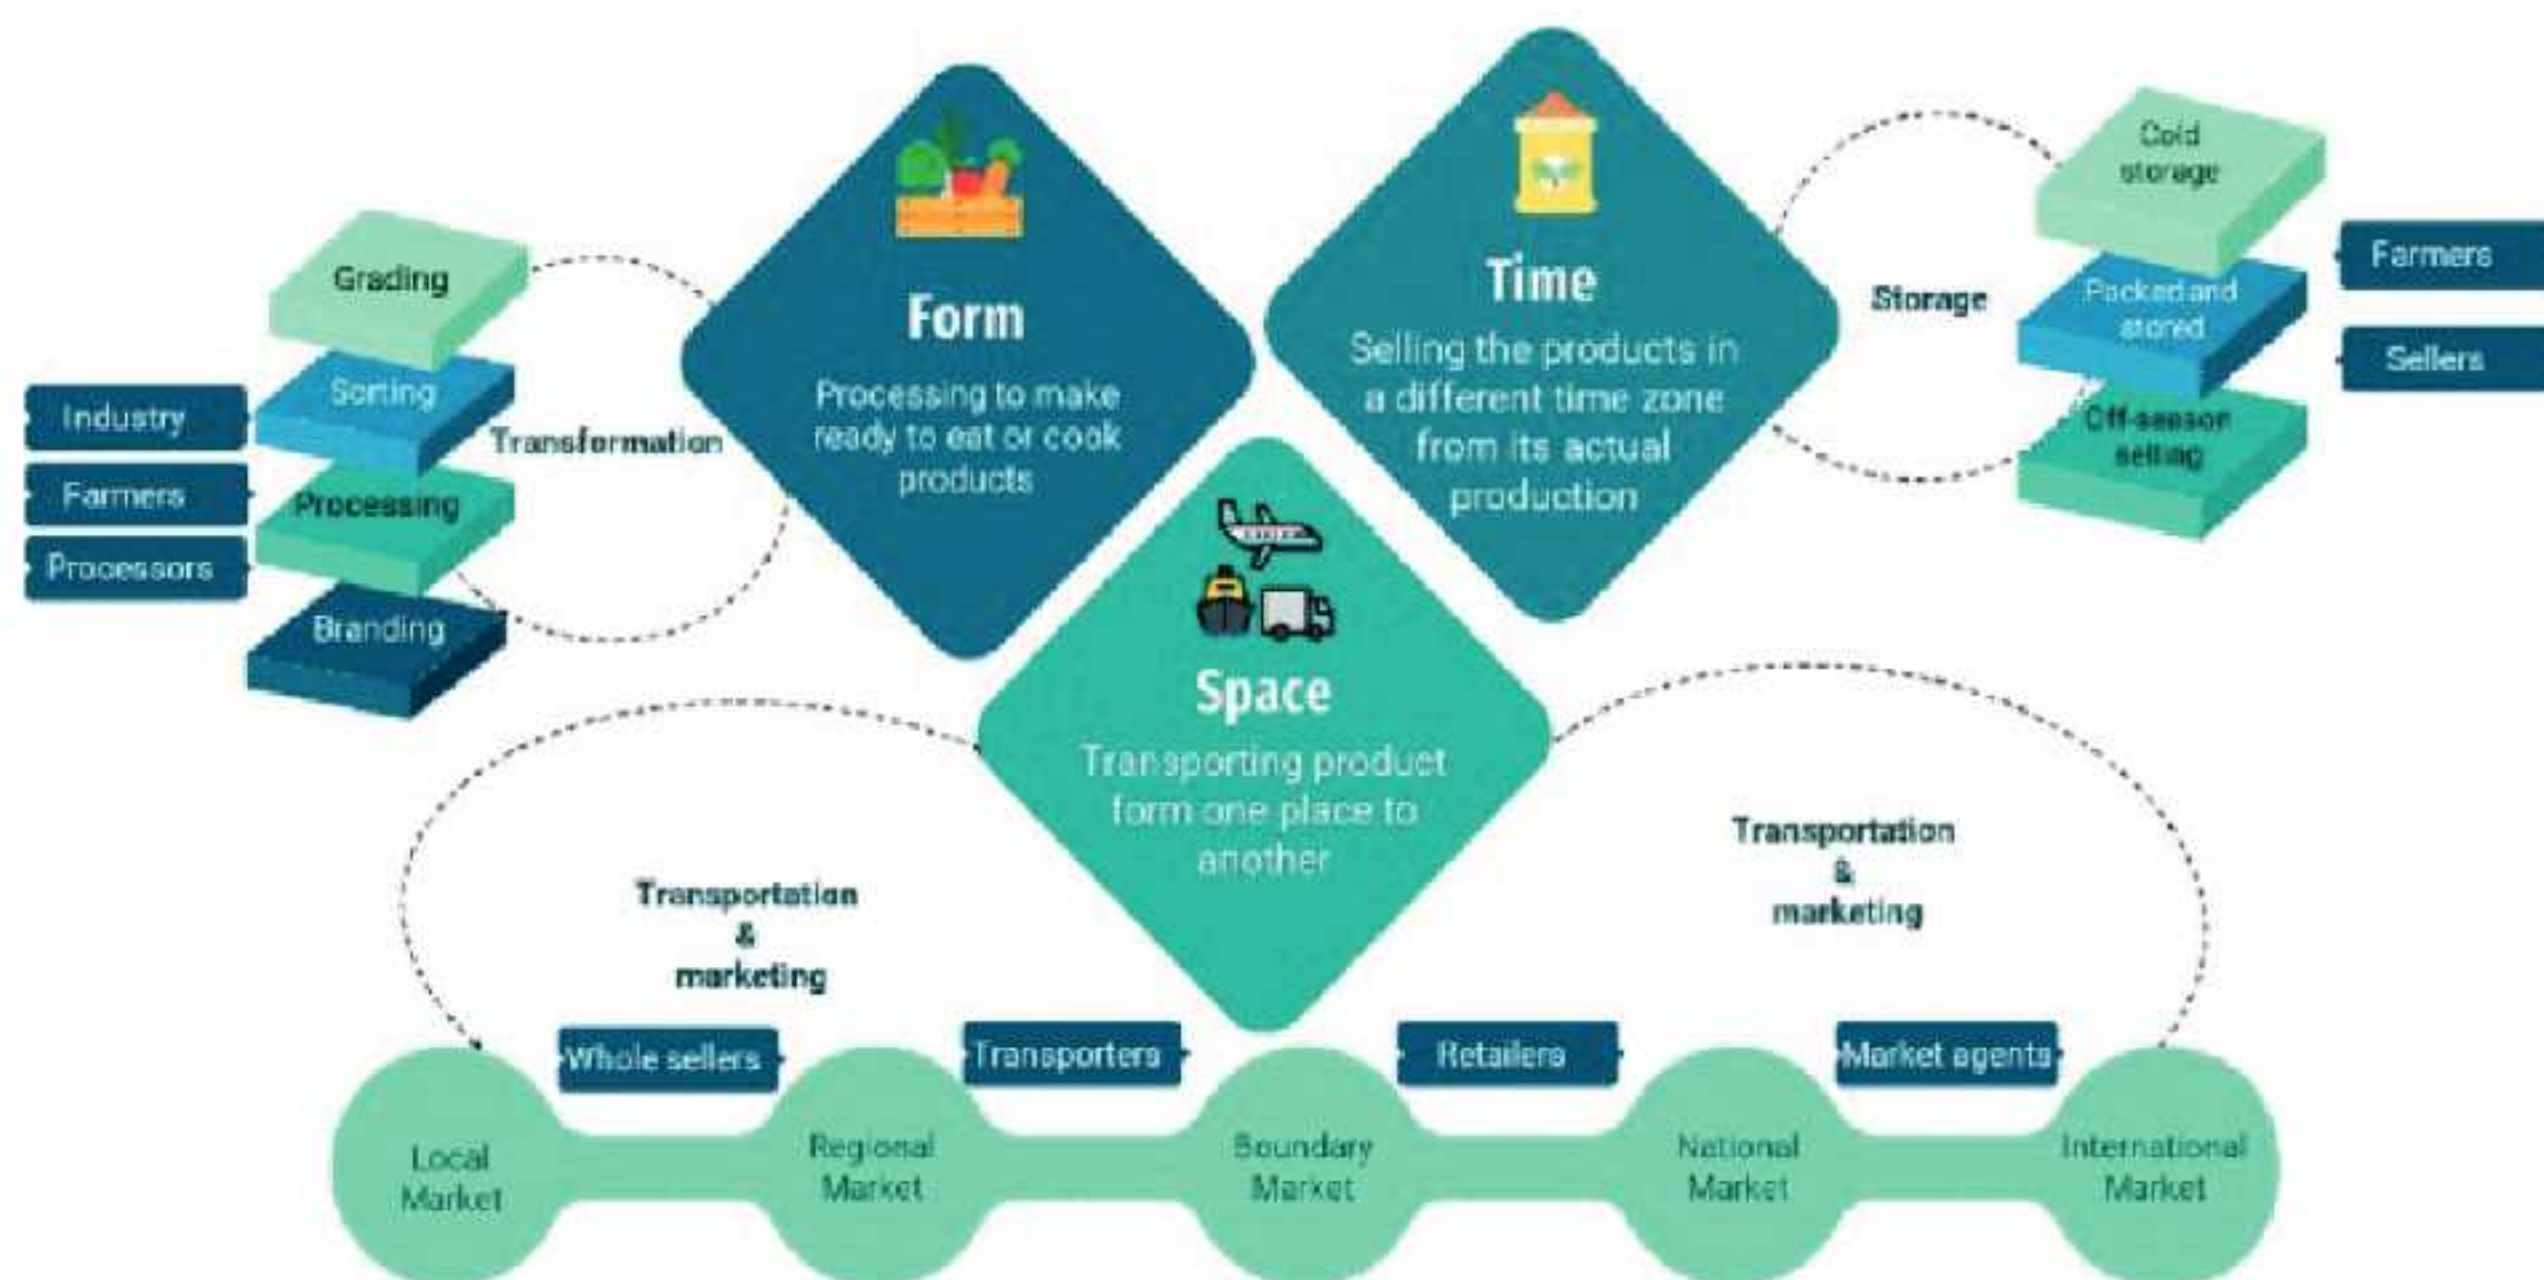 Grading
Sorting
Processing
Branding
Industry
Farmers
Processors
Transformation
Form
Processing to make
ready to eat or cook
products
Time
Selling the products in
a different time zone
from its actual
production
Storage
Cold
storage
Packed and
stored
Off-season
selling
Farmers
Sellers
Space
Transporting product
form one place to
another
Transportation
&
marketing
Transportation
&
marketing
Whole sellers
Transporters
Retailers
Market agents
Local
Market
Regional
Market
Boundary
Market
National
Market
International
Market